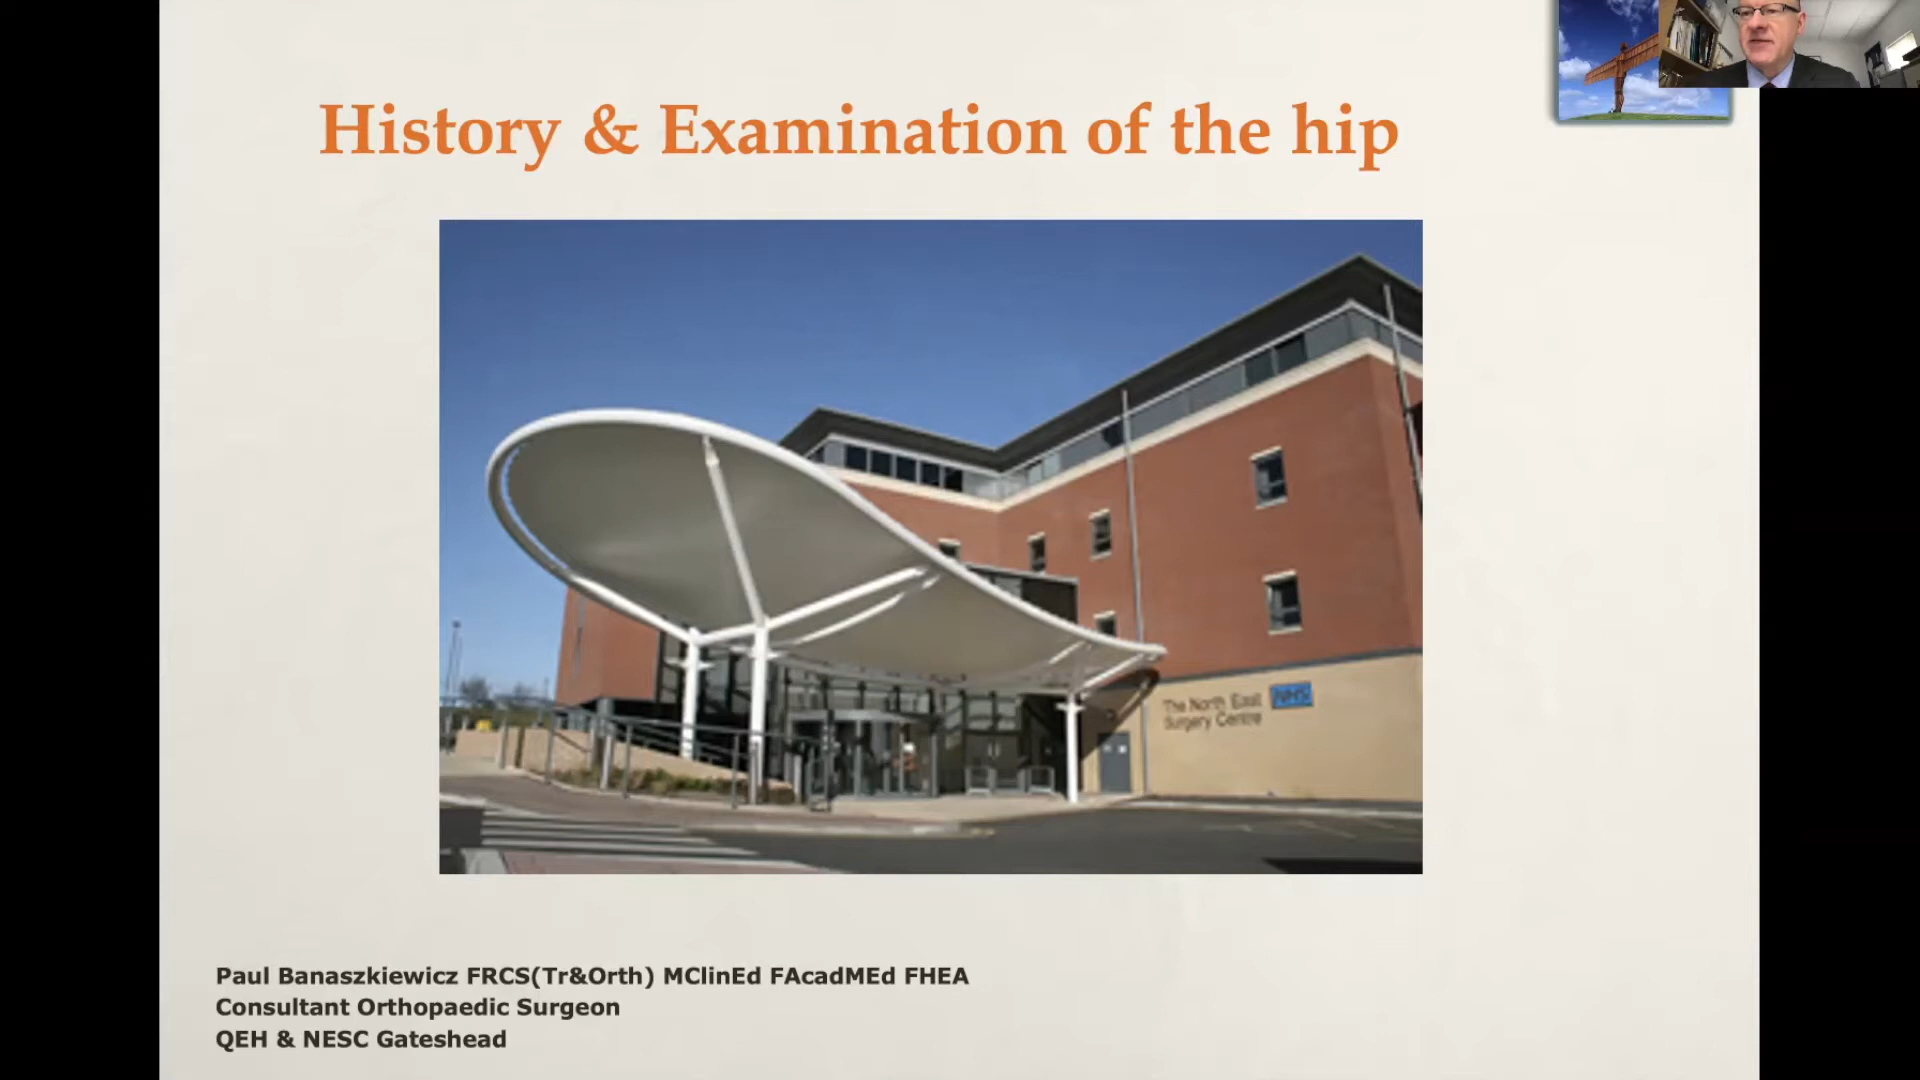 History & Examination of the hip
The North East NHS
Surgery Centre
Paul Banaszkiewicz FRCS(Tr&Orth) MClinEd FAcadMEd FHEA
Consultant Orthopaedic Surgeon
QEH & NESC Gateshead